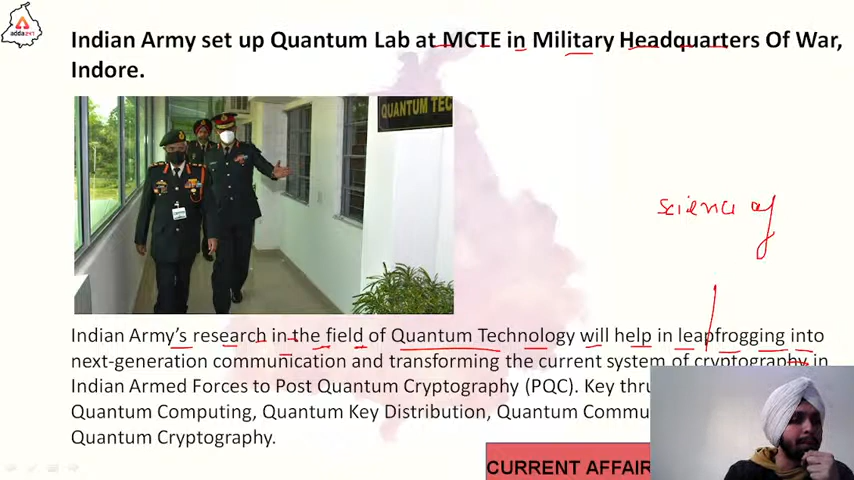 adda247
Indian Army set up Quantum Lab at MCTE in Military Headquarters Of War,
Indore.
QUANTUM TEC
science of
Indian Army's research in the field of Quantum Technology will help in leapfrogging into
next-generation communication and transforming the current system of cryptography in
Indian Armed Forces to Post Quantum Cryptography (PQC). Key thru
Quantum Computing, Quantum Key Distribution, Quantum Commu
Quantum Cryptography.
CURRENT AFFAIR